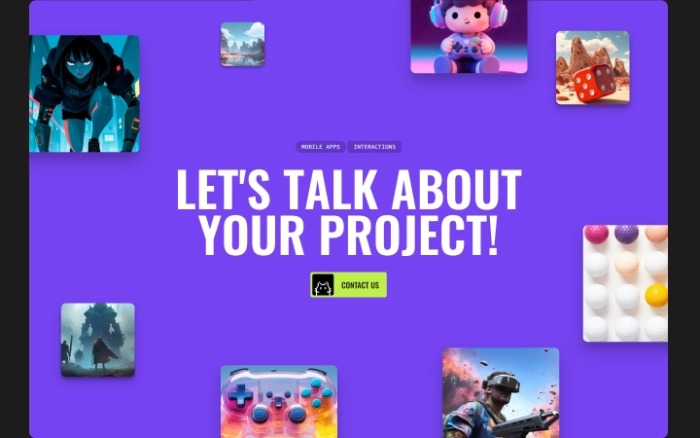 MOBILE APPS
INTERACTIONS
LET'S TALK ABOUT
YOUR PROJECT!
CONTACT US